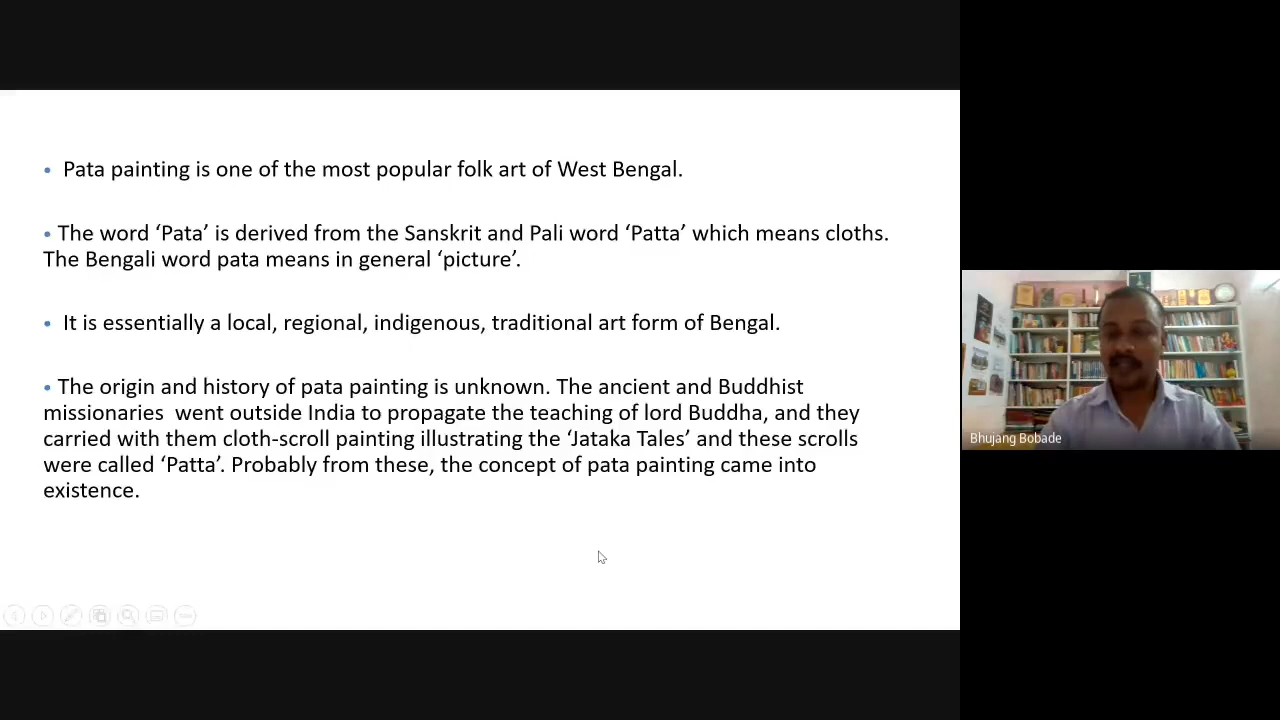 • Pata painting is one of the most popular folk art of West Bengal.
• The word ‘Pata’ is derived from the Sanskrit and Pali word ‘Patta’ which means cloths.
The Bengali word pata means in general ‘picture’.
• It is essentially a local, regional, indigenous, traditional art form of Bengal.
• The origin and history of pata painting is unknown. The ancient and Buddhist
missionaries  went outside India to propagate the teaching of lord Buddha, and they
carried with them cloth-scroll painting illustrating the ‘Jataka Tales’ and these scrolls
were called ‘Patta’. Probably from these, the concept of pata painting came into
existence.
Bhujang Bobade